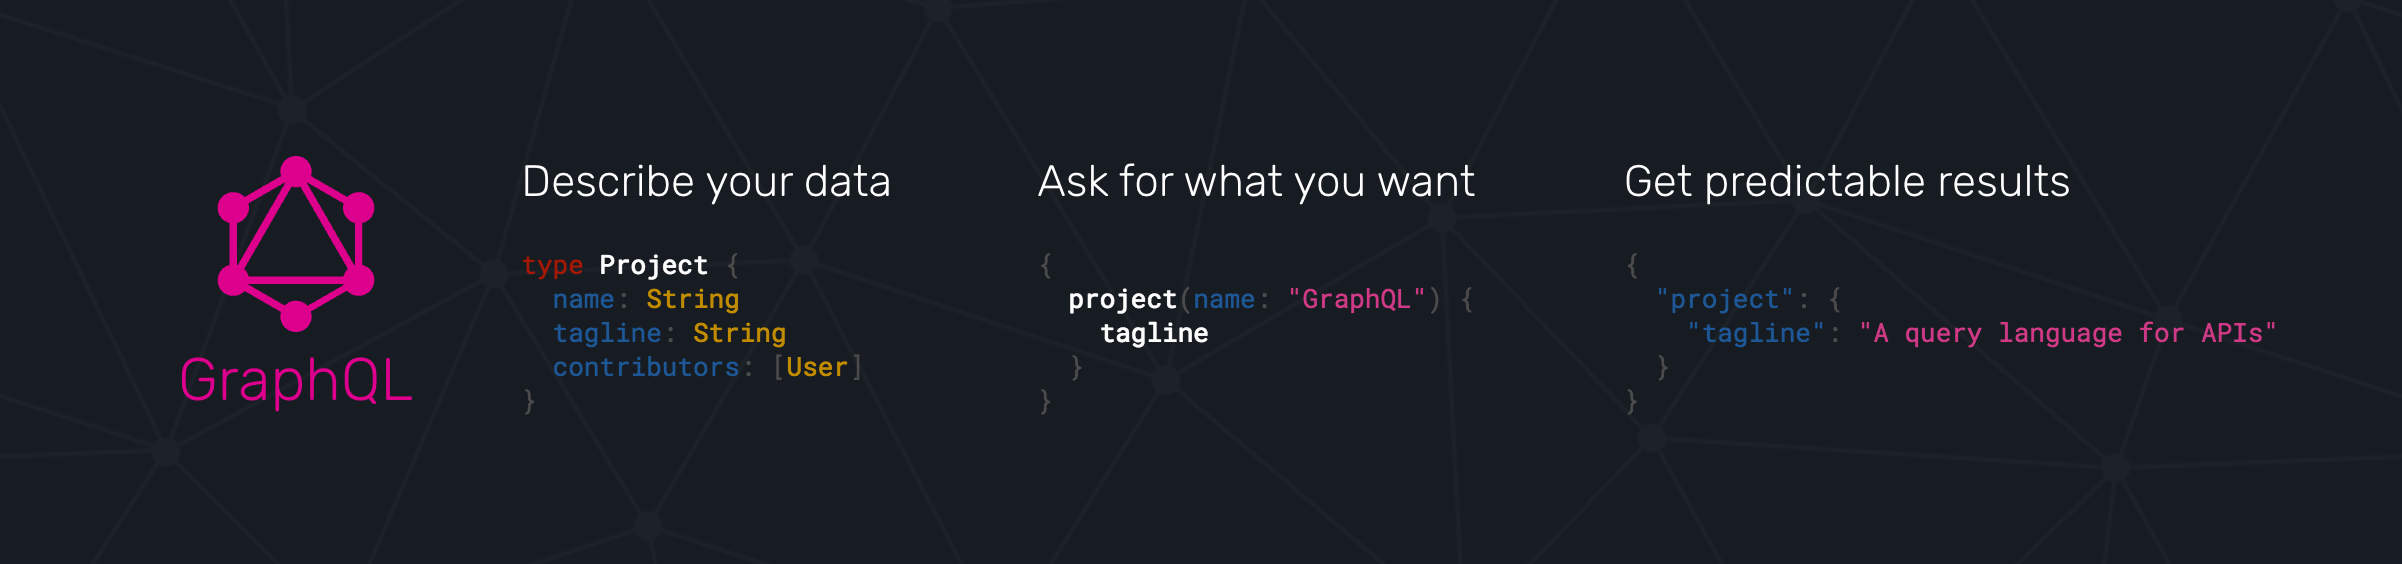 GraphQL
Describe your data
type Project {
  name: String
  tagline: String
  contributors: [User]
}
Ask for what you want
{
  project(name: "GraphQL") {
    tagline
  }
}
Get predictable results
{
  "project": {
    "tagline": "A query language for APIs"
  }
}